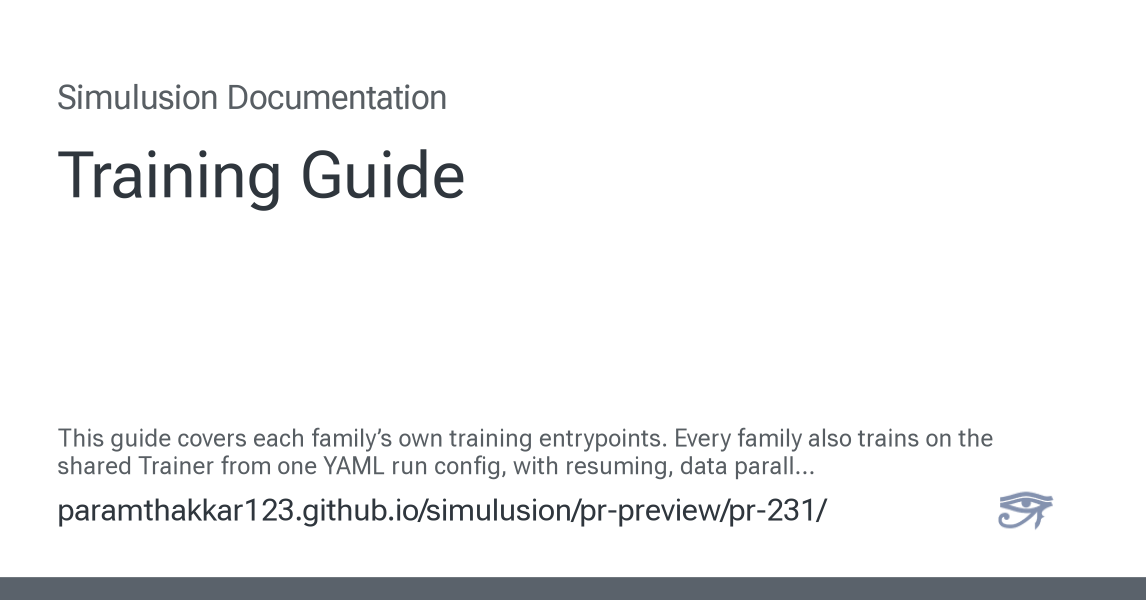 Simulusion Documentation
Training Guide
This guide covers each family’s own training entrypoints. Every family also trains on the
shared Trainer from one YAML run config, with resuming, data parall...
paramthakkar123.github.io/simulusion/pr-preview/pr-231/